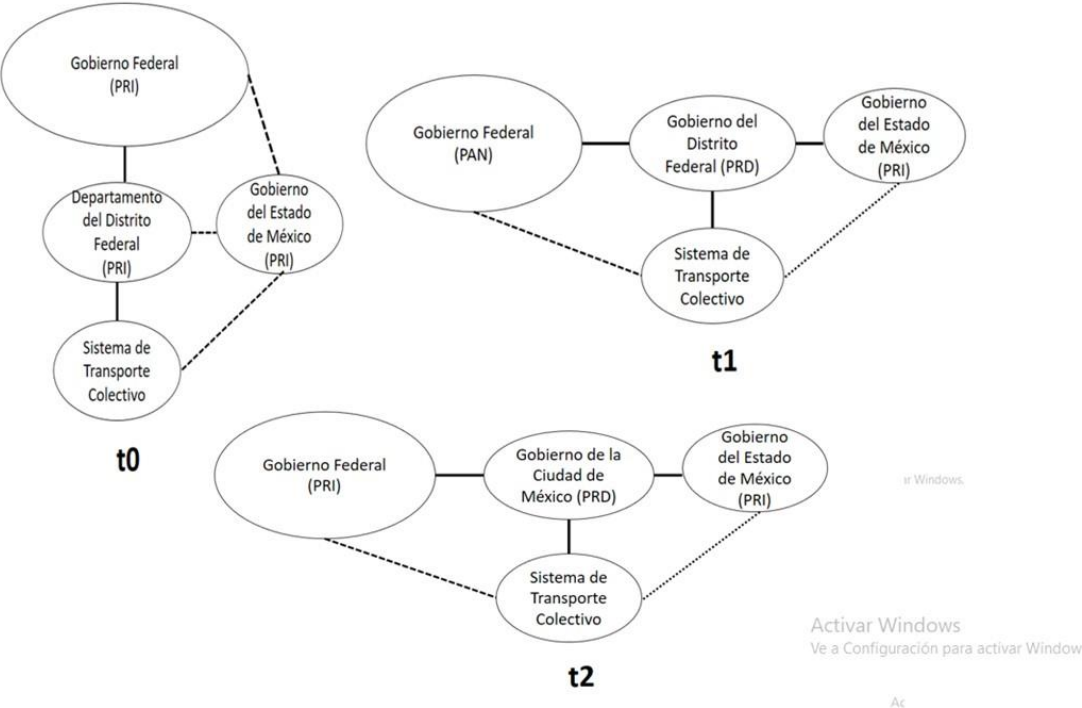 Gobierno Federal
(PRI)
Departamento
del Distrito
Federal
(PRI)
Gobierno
del Estado
de México
(PRI)
Sistema de
Transporte
Colectivo
t0
Gobierno Federal
(PAN)
Gobierno del
Distrito
Federal (PRD)
Gobierno
del Estado
de México
(PRI)
Sistema de
Transporte
Colectivo
t1
Gobierno Federal
(PRI)
Gobierno de la
Ciudad de
México (PRD)
Gobierno
del Estado
de México
(PRI)
Sistema de
Transporte
Colectivo
t2
ir Windows.
Activar Windows
Ve a Configuración para activar Window
Ac